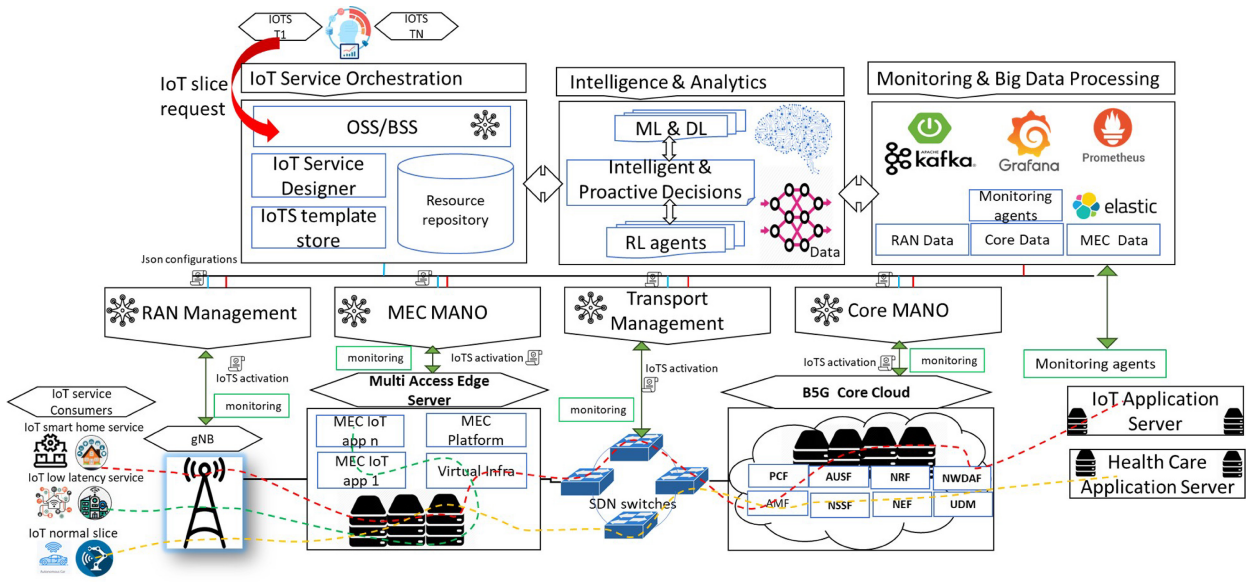 IOTS
T1
IOTS
TN
IoT slice
request
IoT Service Orchestration
OSS/BSS
IoT Service
Designer
IoTS template
store
Resource
repository
Intelligence & Analytics
ML & DL
Intelligent &
Proactive Decisions
RL agents
Data
Monitoring & Big Data Processing
APACHE
kafka
Grafana
Prometheus
Monitoring
agents
elastic
RAN Data
Core Data
MEC Data
Json configurations
RAN Management
MEC MANO
Transport
Management
Core MANO
IoTS activation
monitoring
monitoring
IoTS activation
IoTS activation
monitoring
IoTS activation
monitoring
Monitoring agents
IoT service
Consumers
IoT smart home service
IoT low latency service
IoT normal slice
gNB
Multi Access Edge
Server
MEC IoT
app n
MEC
Platform
MEC IoT
app 1
Virtual Infra
SDN switches
B5G Core Cloud
PCF
AUSF
NRF
NWDAF
AMF
NSSF
NEF
UDM
IoT Application
Server
Health Care
Application Server